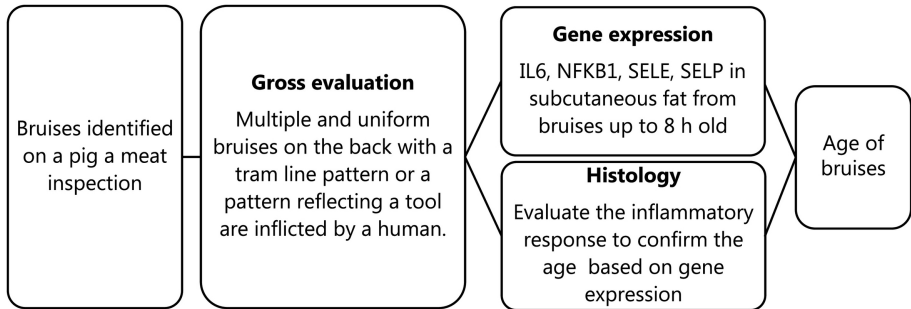 Bruises identified
on a pig a meat
inspection
Gross evaluation
Multiple and uniform
bruises on the back with a
tram line pattern or a
pattern reflecting a tool
are inflicted by a human.
Gene expression
IL6, NFKB1, SELE, SELP in
subcutaneous fat from
bruises up to 8 h old
Histology
Evaluate the inflammatory
response to confirm the
age based on gene
expression
Age of
bruises